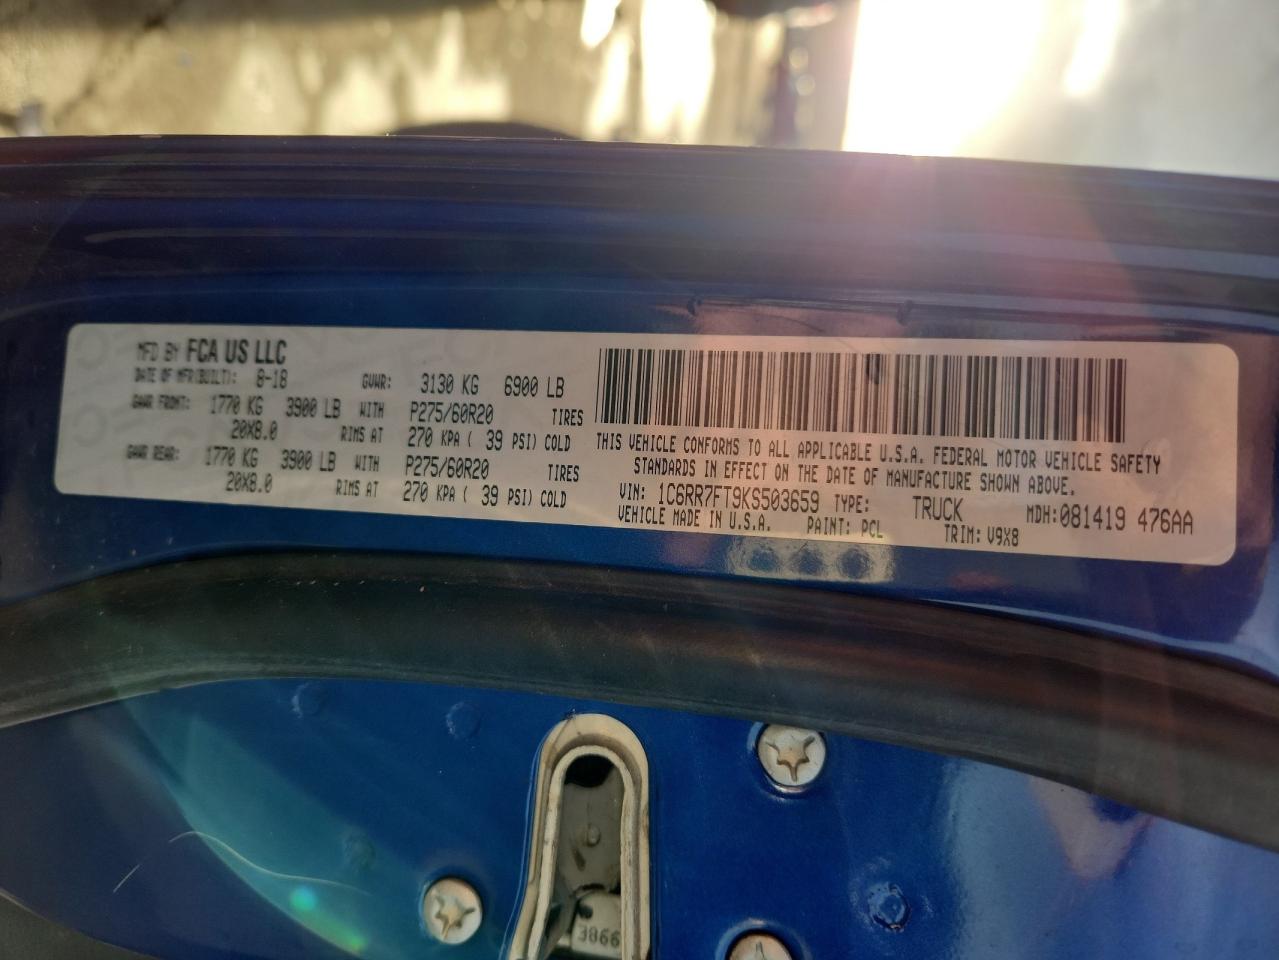 MFD BY FCA US LLC
DATE OF MFR(BUILT): 8-18 GVWR: 3130 KG 6900 LB
GAWR FRONT: 1770 KG 3900 LB WITH P275/60R20 TIRES
20X8.0 RIMS AT 270 KPA ( 39 PSI) COLD
GAWR REAR: 1770 KG 3900 LB WITH P275/60R20 TIRES
20X8.0 RIMS AT 270 KPA ( 39 PSI) COLD
THIS VEHICLE CONFORMS TO ALL APPLICABLE U.S.A. FEDERAL MOTOR VEHICLE SAFETY
STANDARDS IN EFFECT ON THE DATE OF MANUFACTURE SHOWN ABOVE.
VIN: 1C6RR7FT9KS503659 TYPE: TRUCK MDH:081419 476AA
VEHICLE MADE IN U.S.A. PAINT: PCL TRIM: V9X8
3866